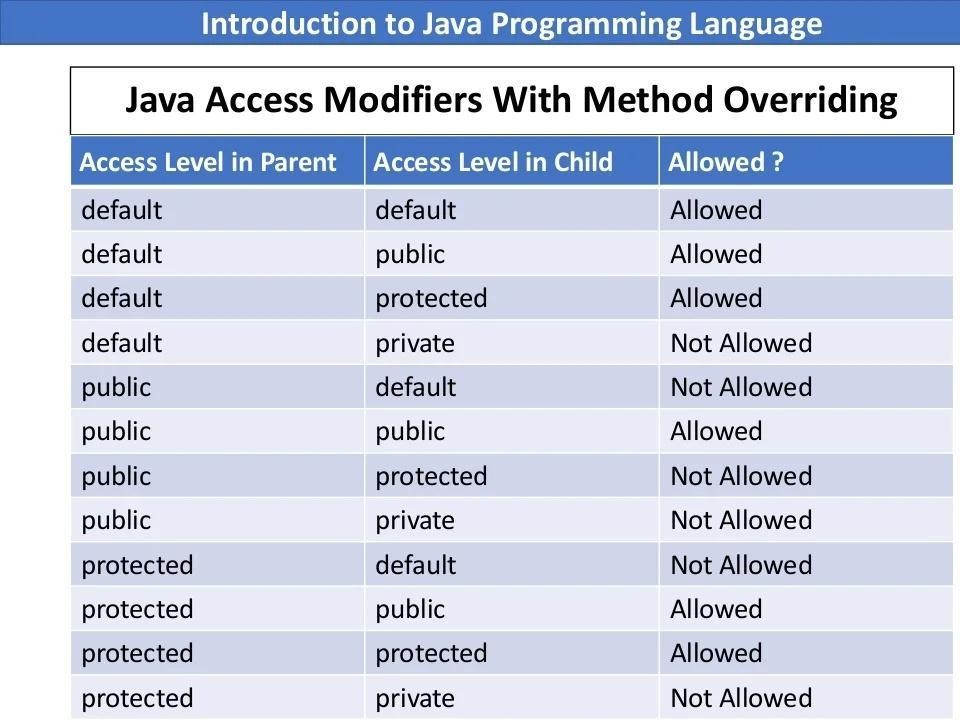 Introduction to Java Programming Language
Java Access Modifiers With Method Overriding
Access Level in Parent Access Level in Child Allowed ?
default default Allowed
default public Allowed
default protected Allowed
default private Not Allowed
public default Not Allowed
public public Allowed
public protected Not Allowed
public private Not Allowed
protected default Not Allowed
protected public Allowed
protected protected Allowed
protected private Not Allowed